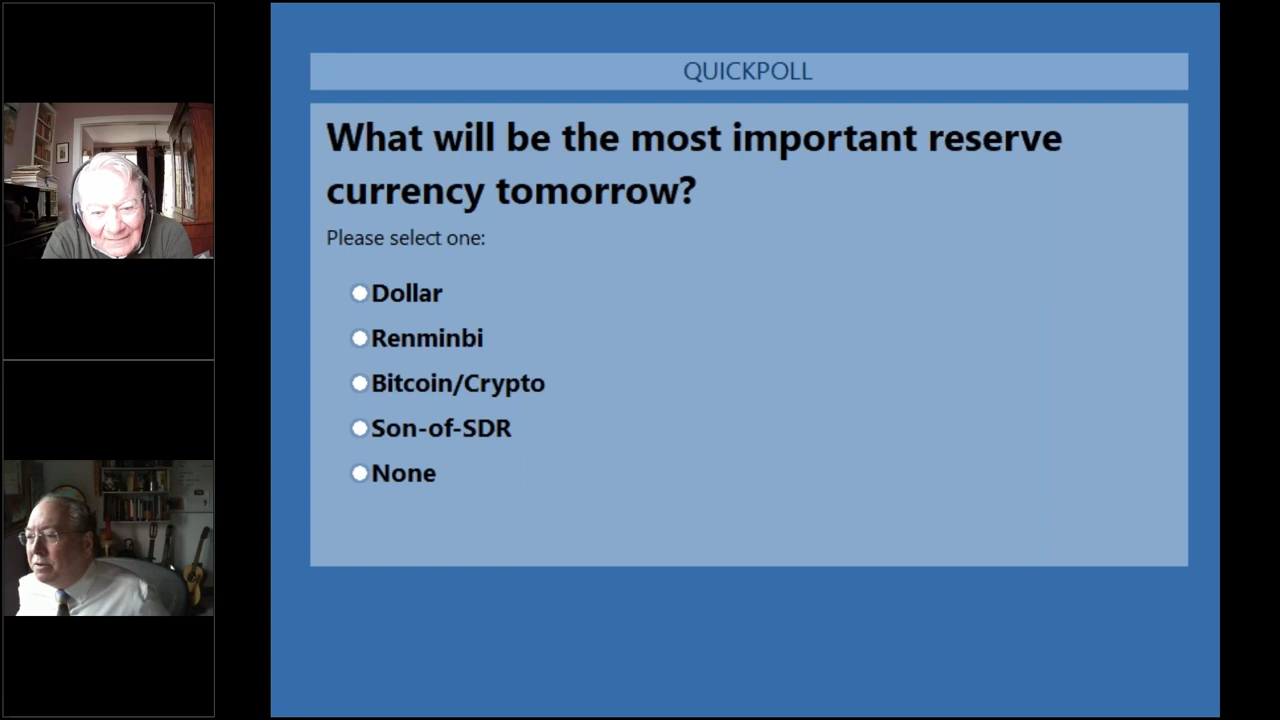 QUICKPOLL
What will be the most important reserve
currency tomorrow?
Please select one:
Dollar
Renminbi
Bitcoin/Crypto
Son-of-SDR
None